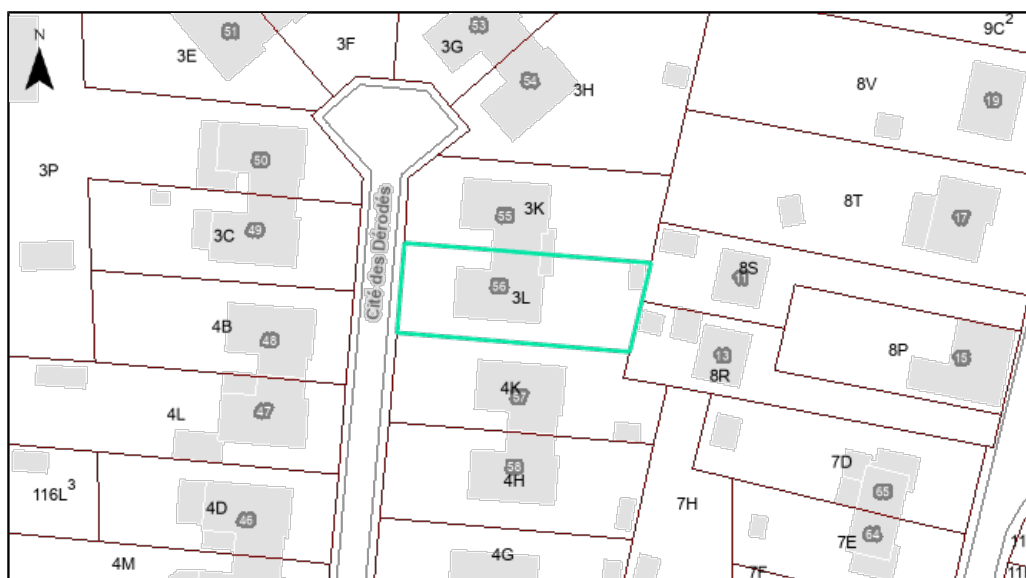 9C²
51
53
N
3F
3G
3E
54
8V
3H
19
50
3P
Cité des Dérodés
3K
8T
55
17
49
3C
8S
11
56
3L
4B
48
8P
13
15
8R
4K
57
47
4L
7D
58
4H
65
116L³
7H
4D
46
64
7E
4G
4M
7F